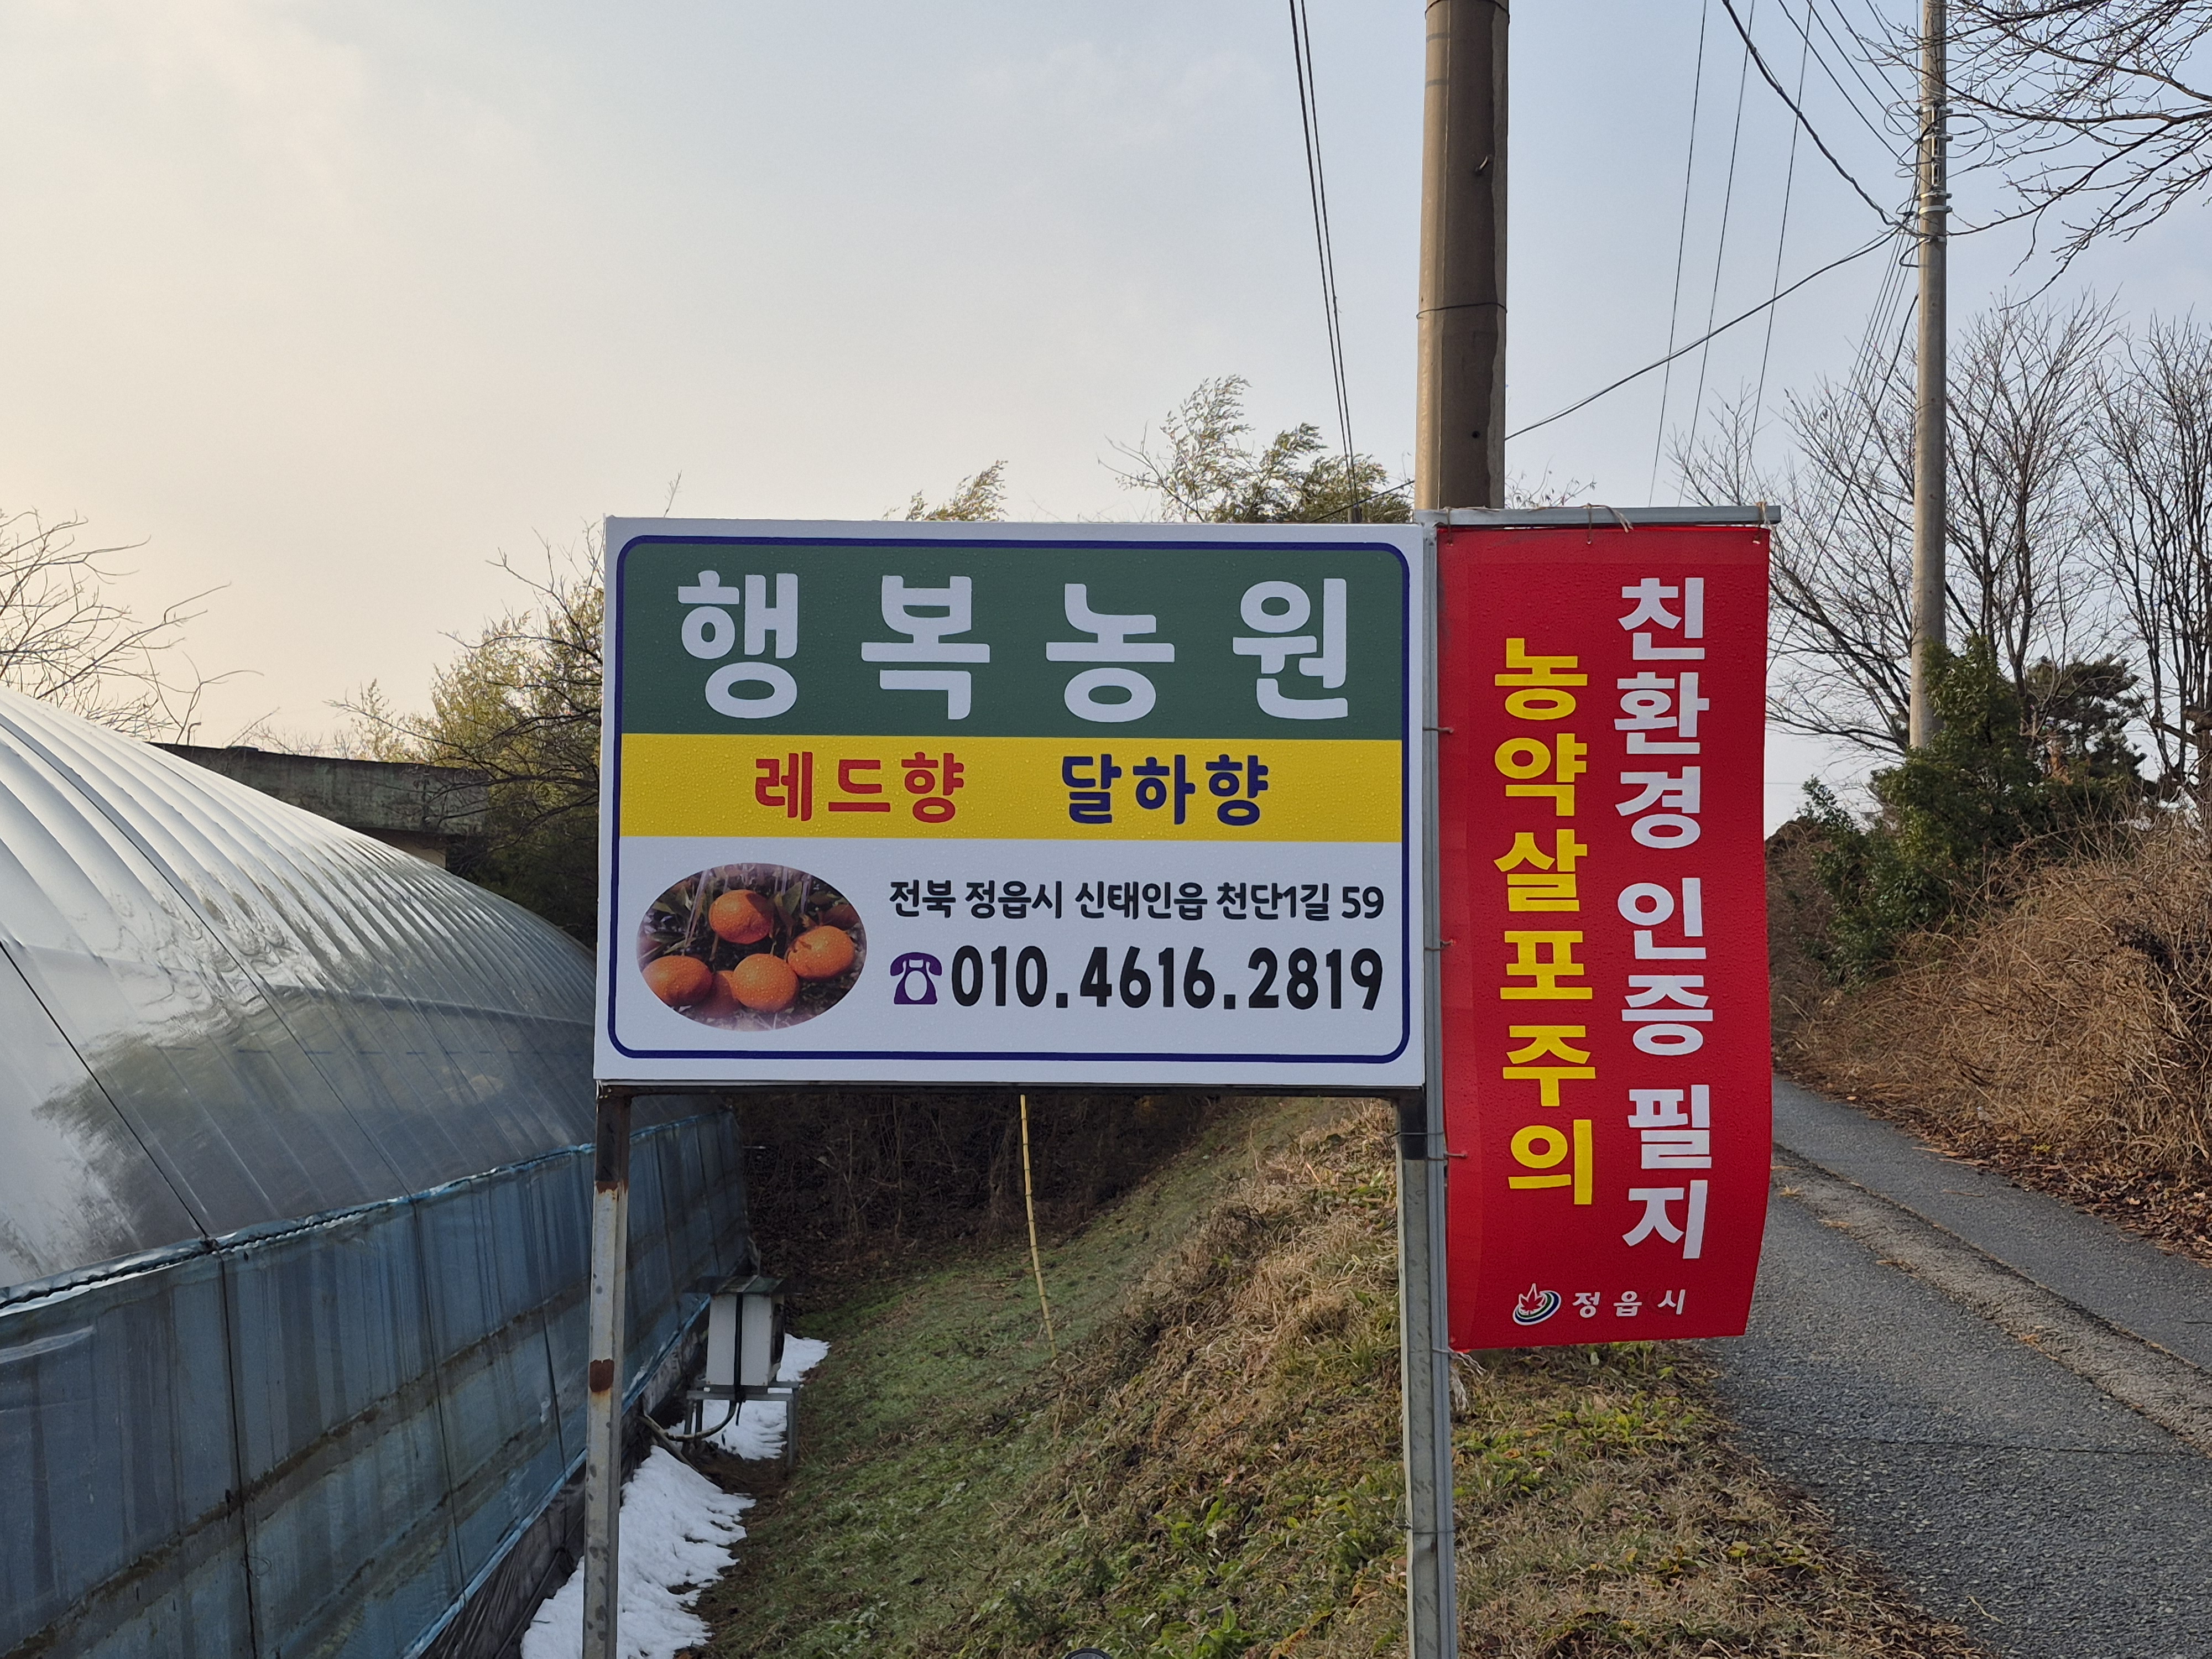 행복농원
레드향 달하향
전북 정읍시 신태인읍 천단1길 59
☎010.4616.2819
친환경 인증 필지
농약살포주의
정읍시